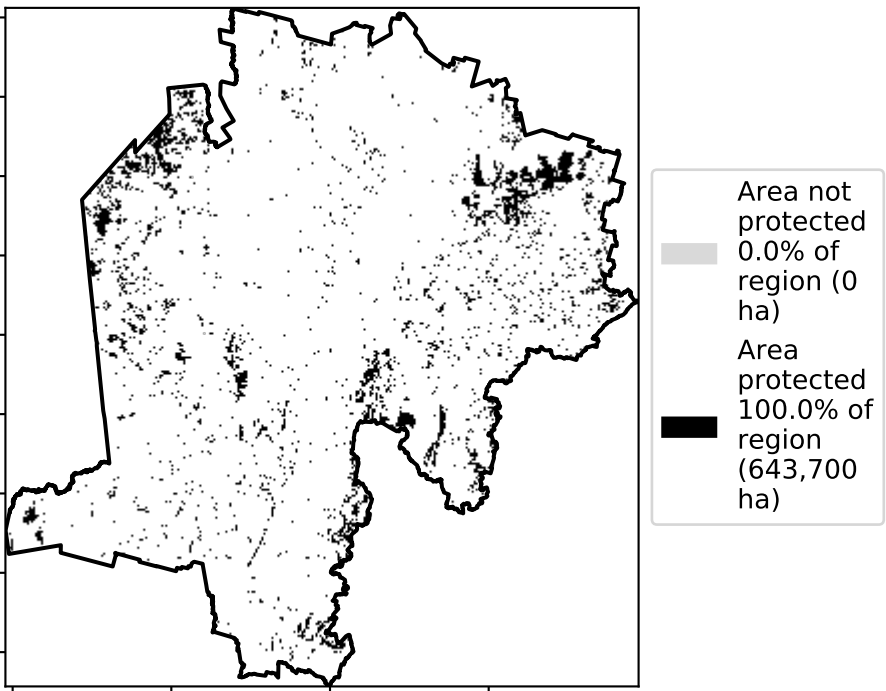 Area not
protected
0.0% of
region (0
ha)
Area
protected
100.0% of
region
(643,700
ha)